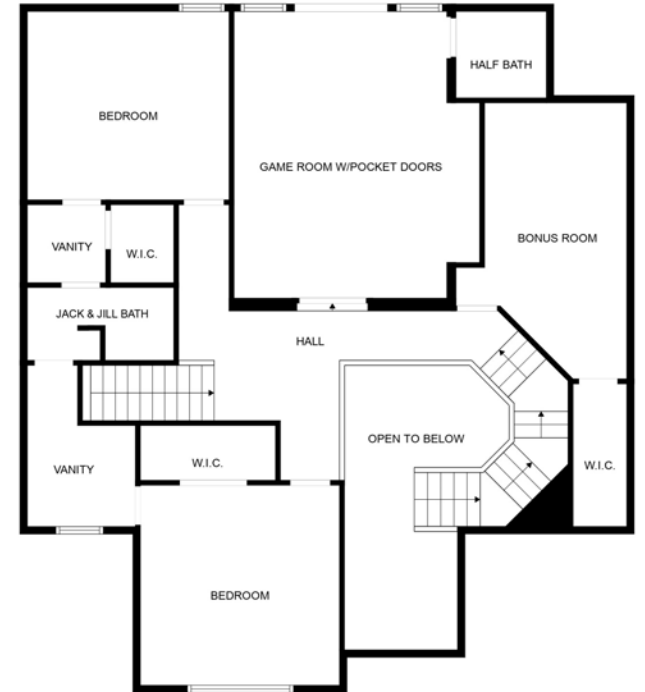 HALF BATH
BEDROOM
GAME ROOM W/POCKET DOORS
BONUS ROOM
VANITY
W.I.C.
JACK & JILL BATH
HALL
OPEN TO BELOW
W.I.C.
W.I.C.
VANITY
BEDROOM